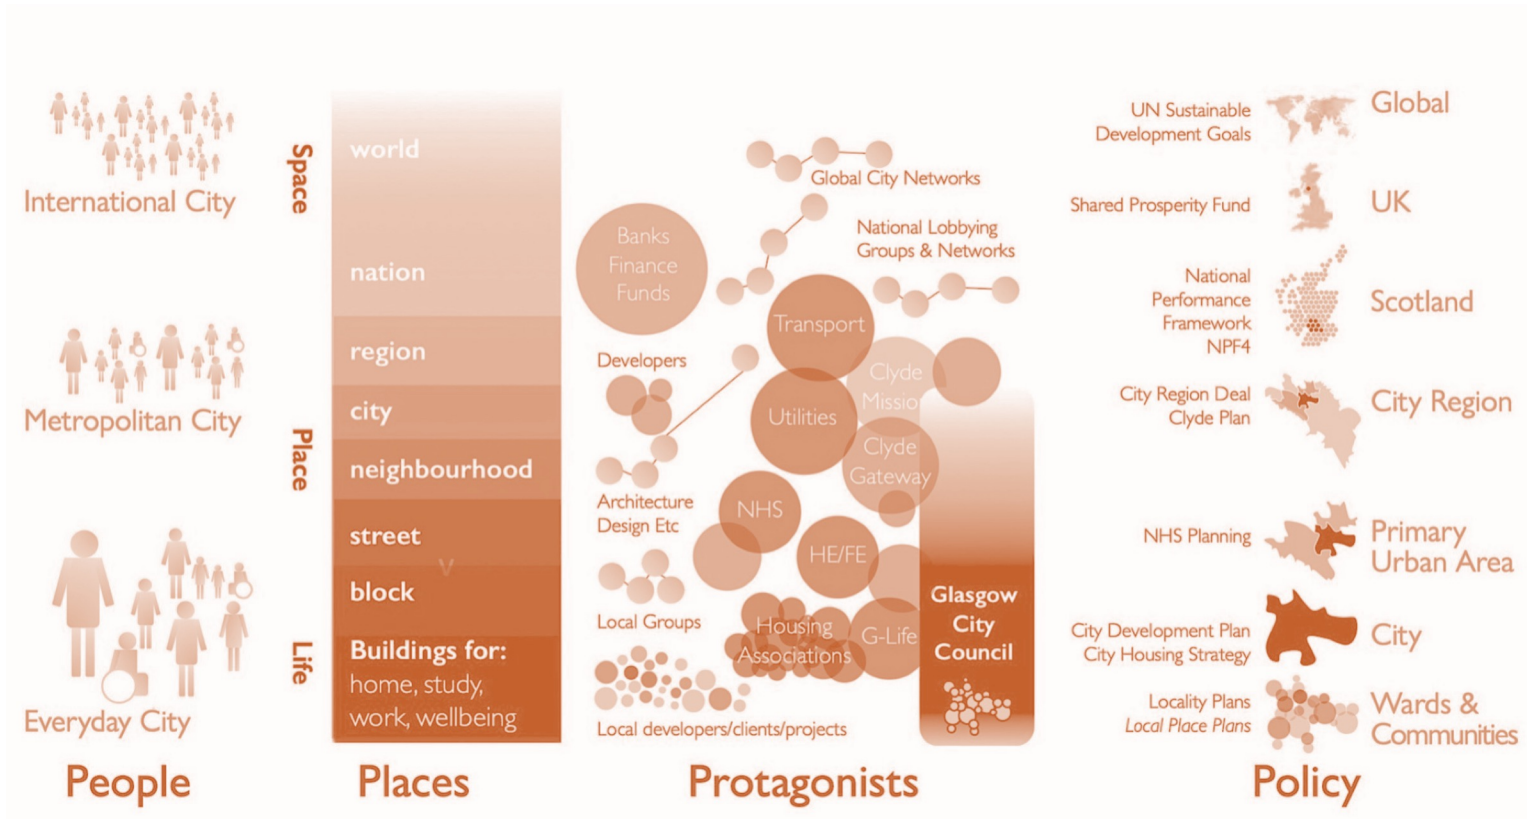 International City
Metropolitan City
Everyday City
People
Space
Place
Life
world
nation
region
city
neighbourhood
street
v
block
Buildings for:
home, study,
work, wellbeing
Places
Global City Networks
Banks
Finance
Funds
National Lobbying
Groups & Networks
Transport
Developers
Clyde
Missio
Utilities
Clyde
Gateway
Architecture
Design Etc
NHS
HE/FE
Local Groups
Housing
Associations
G-Life
Glasgow
City
Council
Local developers/clients/projects
Protagonists
UN Sustainable
Development Goals
Global
Shared Prosperity Fund
UK
National
Performance
Framework
NPF4
Scotland
City Region Deal
Clyde Plan
City Region
NHS Planning
Primary
Urban Area
City Development Plan
City Housing Strategy
City
Locality Plans
Local Place Plans
Wards &
Communities
Policy